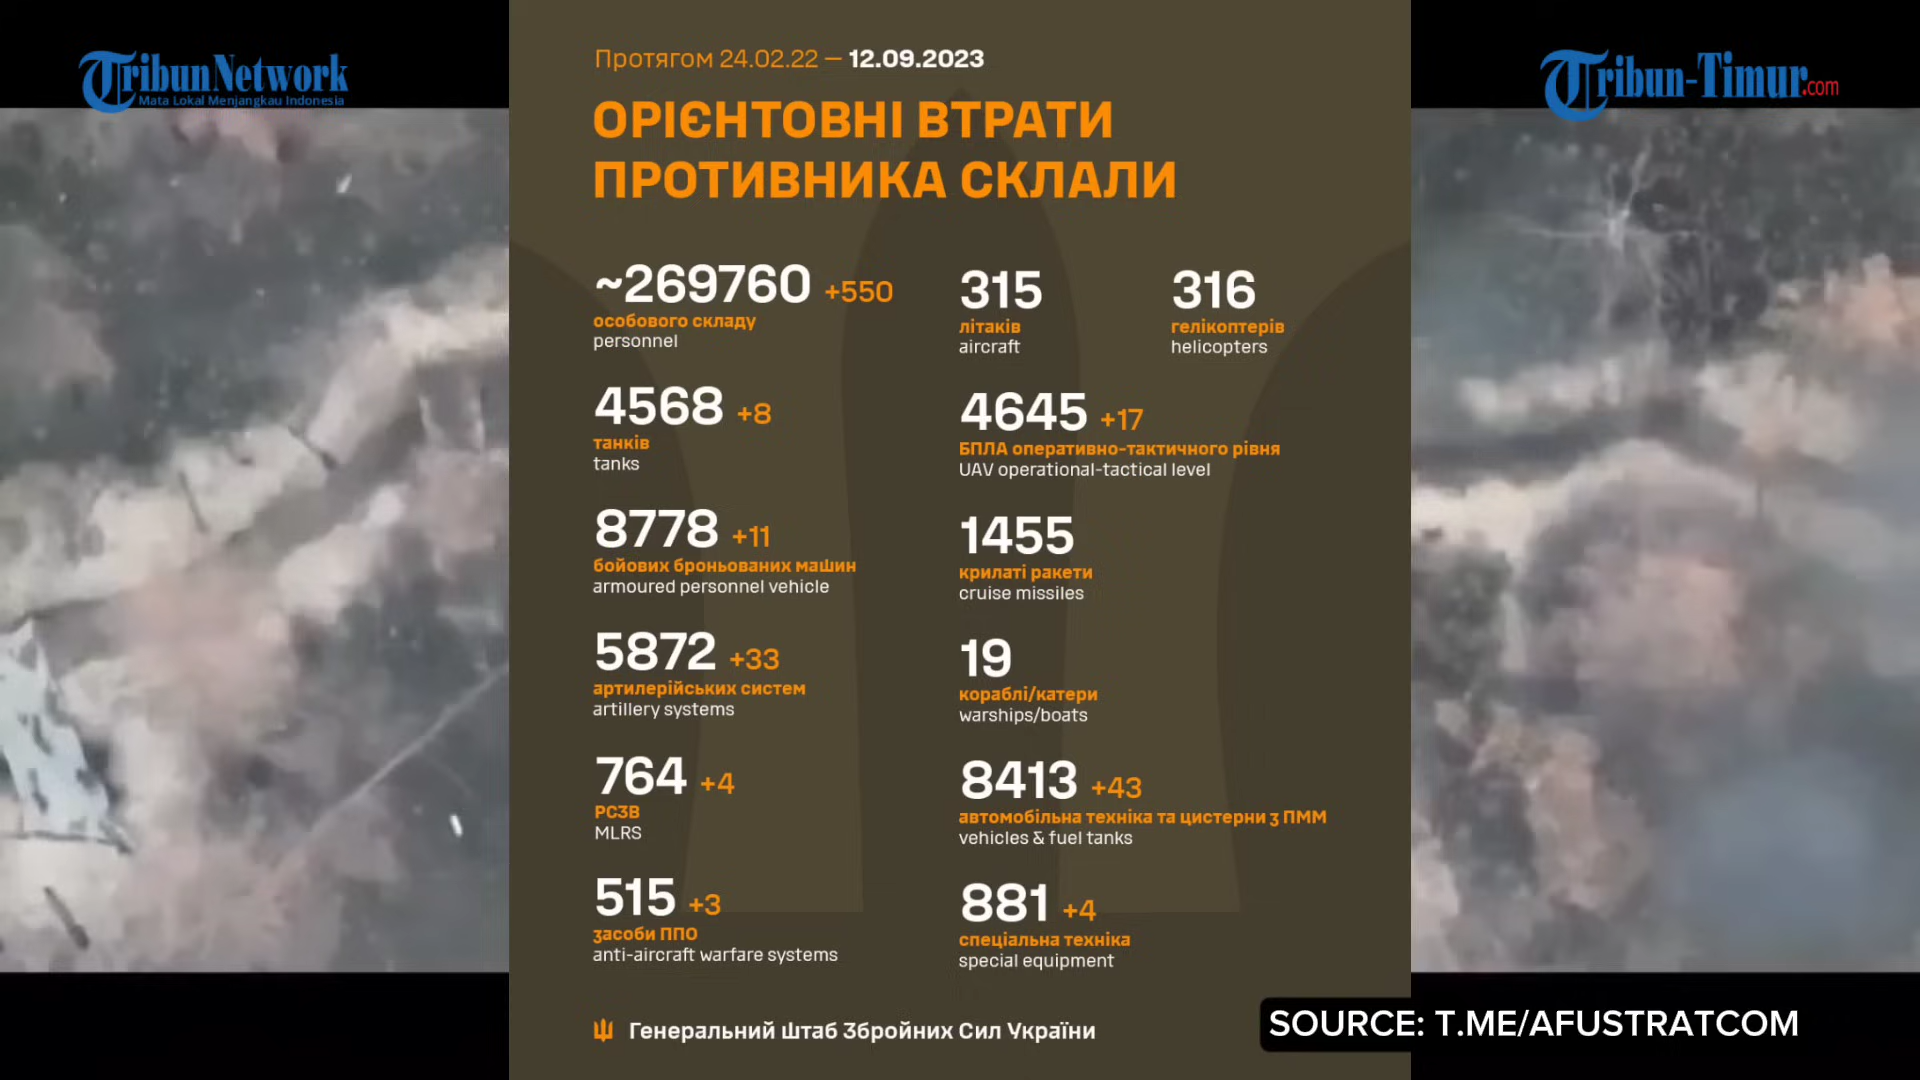 TribunNetwork
Mata Lokal Menjangkau Indonesia
Tribun-Timur.com
Протягом 24.02.22 — 12.09.2023
ОРІЄНТОВНІ ВТРАТИ
ПРОТИВНИКА СКЛАЛИ
~269760 +550
особового складу
personnel
315
літаків
aircraft
316
гелікоптерів
helicopters
4568 +8
танків
tanks
4645 +17
БПЛА оперативно-тактичного рівня
UAV operational-tactical level
8778 +11
бойових броньованих машин
armoured personnel vehicle
1455
крилаті ракети
cruise missiles
5872 +33
артилерійських систем
artillery systems
19
кораблі/катери
warships/boats
764 +4
РСЗВ
MLRS
8413 +43
автомобільна техніка та цистерни з ПММ
vehicles & fuel tanks
515 +3
засоби ППО
anti-aircraft warfare systems
881 +4
спеціальна техніка
special equipment
Генеральний штаб Збройних Сил України
SOURCE: T.ME/AFUSTRATCOM